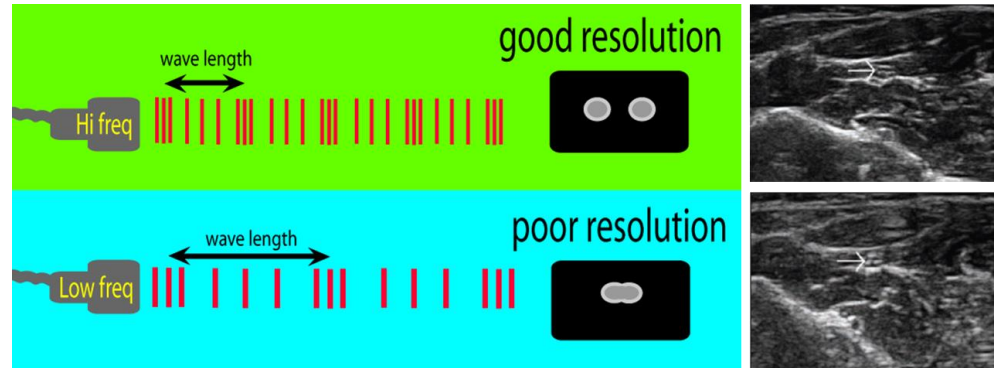 good resolution
wave length
Hi freq
poor resolution
wave length
Low freq